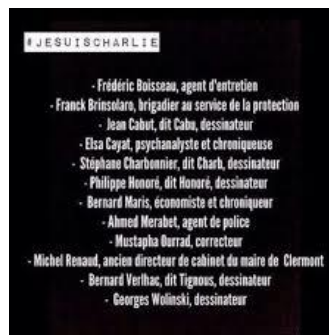 #JESUISCHARLIE
- Frédéric Boisseau, agent d'entretien
- Franck Brinsolaro, brigadier au service de la protection
- Jean Cabut, dit Cabu, dessinateur
- Elsa Cayat, psychanalyste et chroniqueuse
- Stéphane Charbonnier, dit Charb, dessinateur
- Philippe Honoré, dit Honoré, dessinateur
- Bernard Maris, économiste et chroniqueur
- Ahmed Merabet, agent de police
- Mustapha Ourrad, correcteur
- Michel Renaud, ancien directeur de cabinet du maire de Clermont
- Bernard Verlhac, dit Tignous, dessinateur
- Georges Wolinski, dessinateur